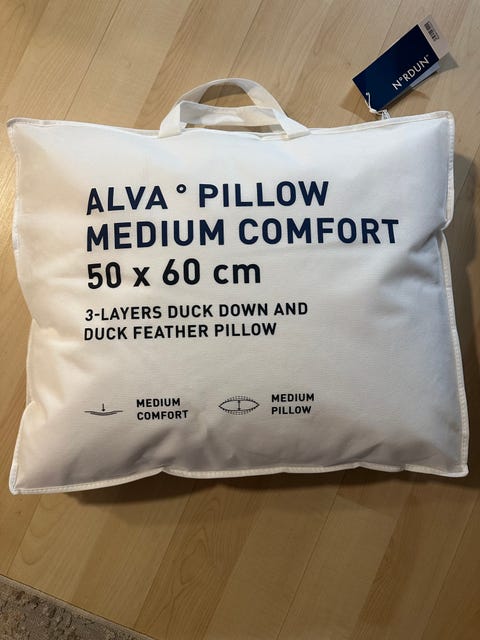 N°RDUN™
ALVA ° PILLOW
MEDIUM COMFORT
50 x 60 cm
3-LAYERS DUCK DOWN AND
DUCK FEATHER PILLOW
MEDIUM
COMFORT
MEDIUM
PILLOW